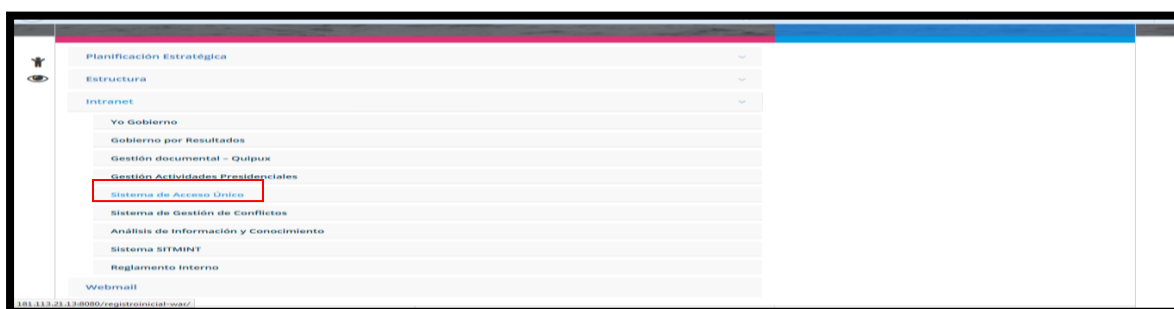 Planificación Estratégica
Estructura
Intranet
Yo Gobierno
Gobierno por Resultados
Gestión documental – Quipux
Gestión Actividades Presidenciales
Sistema de Acceso Único
Sistema de Gestión de Conflictos
Análisis de Información y Conocimiento
Sistema SITMINT
Reglamento Interno
Webmail
181.113.21.13:8080/registroinicial-war/